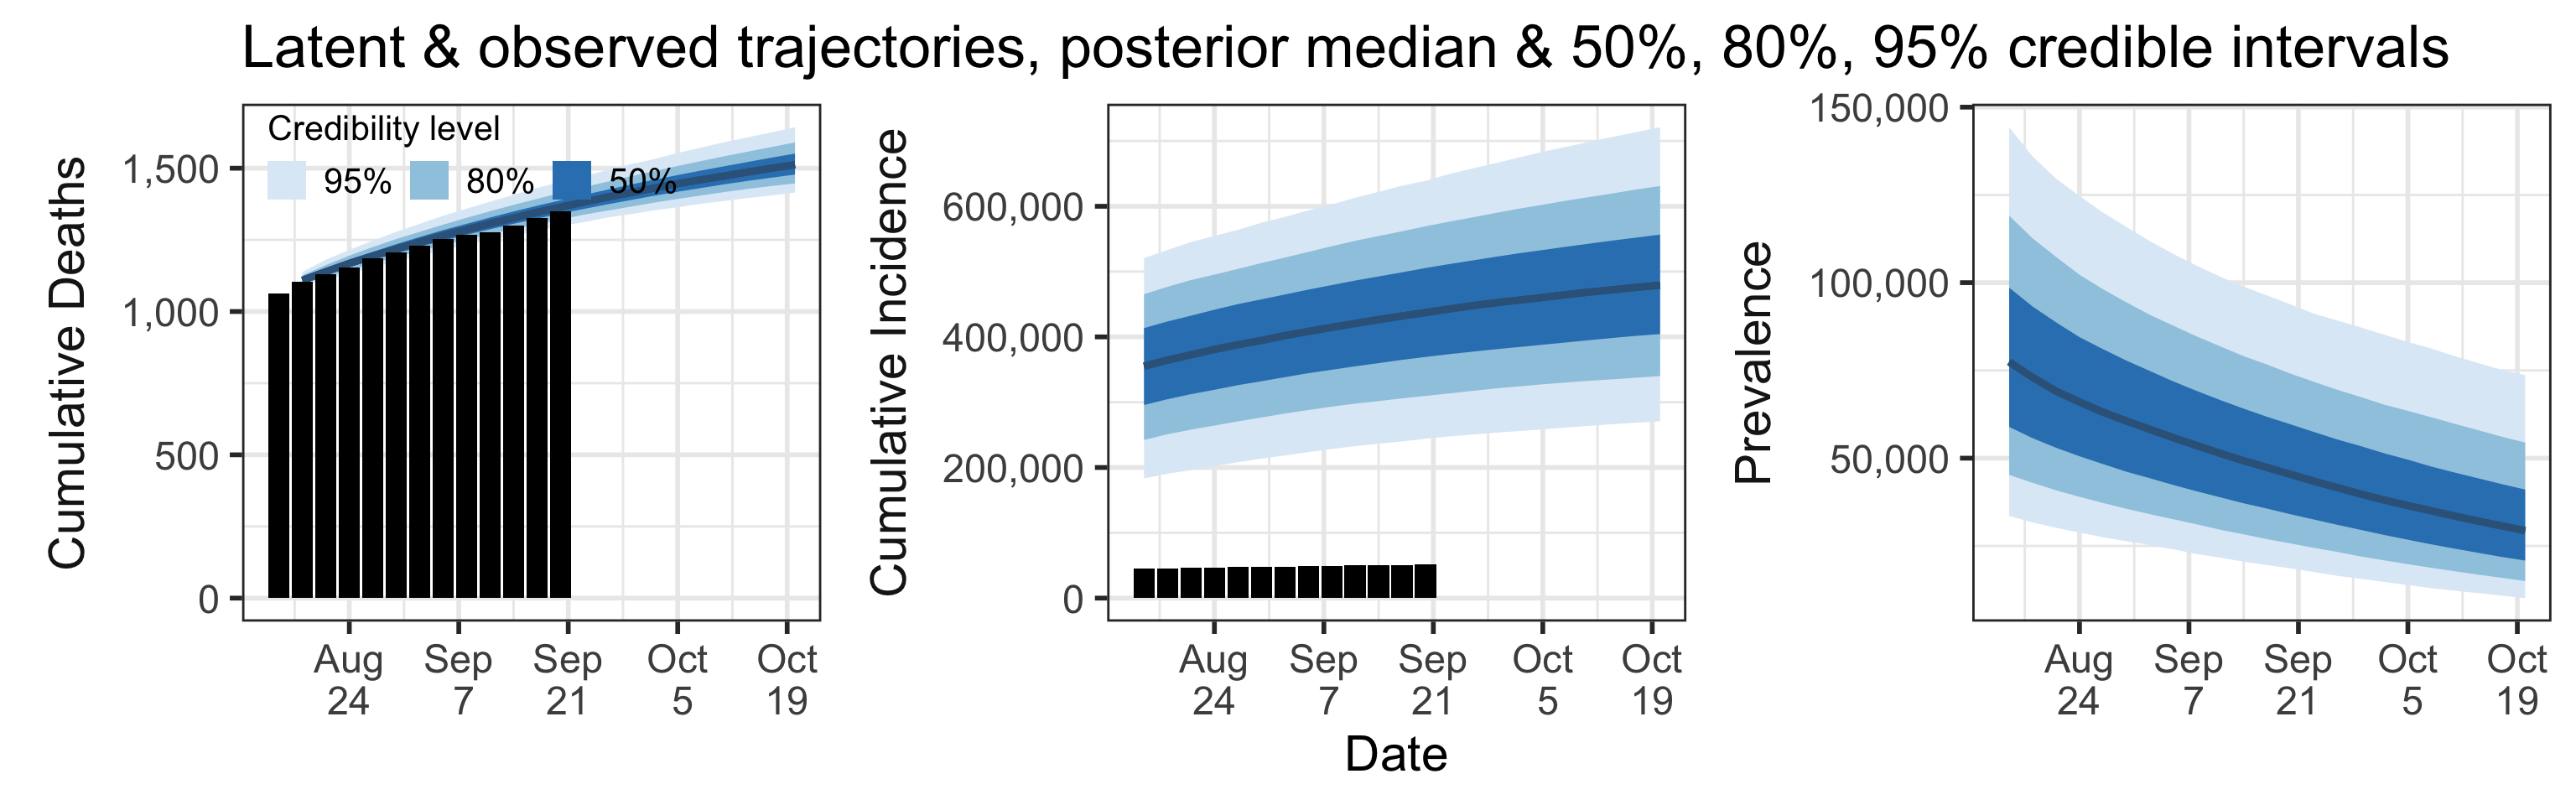 Latent & observed trajectories, posterior median & 50%, 80%, 95% credible intervals
Cumulative Deaths
1,500
1,000
500
0
Credibility level
95% 80% 50%
Aug 24
Sep 7
Sep 21
Oct 5
Oct 19
Cumulative Incidence
600,000
400,000
200,000
0
Aug 24
Sep 7
Sep 21
Oct 5
Oct 19
Prevalence
150,000
100,000
50,000
Aug 24
Sep 7
Sep 21
Oct 5
Oct 19
Date